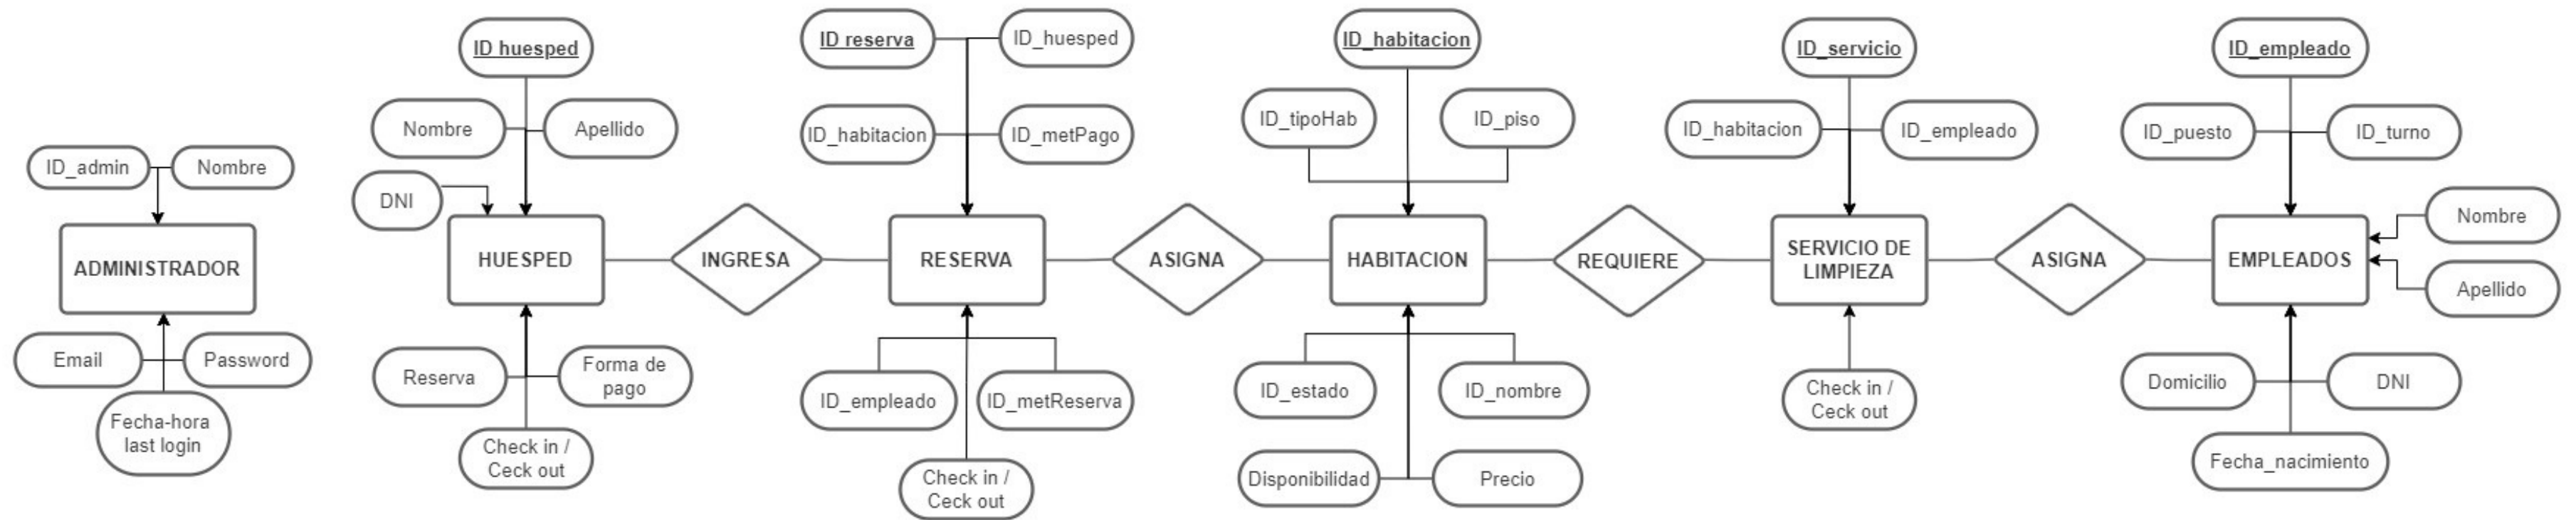 ID_admin
Nombre
ADMINISTRADOR
Email
Password
Fecha-hora
last login
ID huesped
Nombre
Apellido
DNI
HUESPED
Reserva
Forma de
pago
Check in /
Ceck out
INGRESA
ID reserva
ID_huesped
ID_habitacion
ID_metPago
RESERVA
ID_empleado
ID_metReserva
Check in /
Ceck out
ASIGNA
ID_habitacion
ID_tipoHab
ID_piso
HABITACION
ID_estado
ID_nombre
Disponibilidad
Precio
REQUIERE
ID_servicio
ID_habitacion
ID_empleado
SERVICIO DE
LIMPIEZA
Check in /
Ceck out
ASIGNA
ID_empleado
ID_puesto
ID_turno
Nombre
EMPLEADOS
Apellido
Domicilio
DNI
Fecha_nacimiento